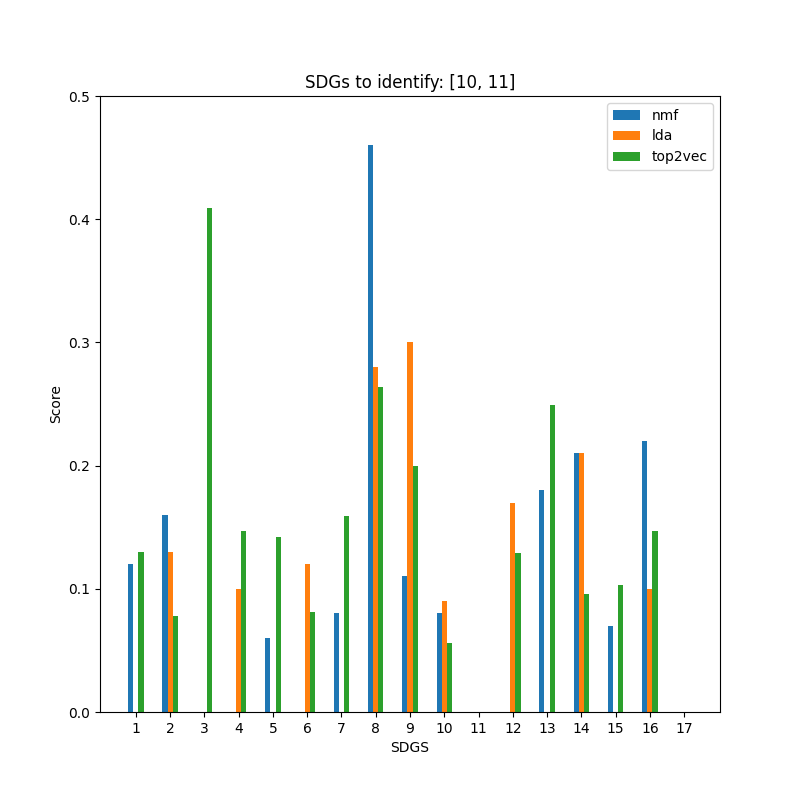 SDGs to identify: [10, 11]
nmf
lda
top2vec
0.5
0.4
0.3
0.2
0.1
0.0
Score
1 2 3 4 5 6 7 8 9 10 11 12 13 14 15 16 17
SDGS